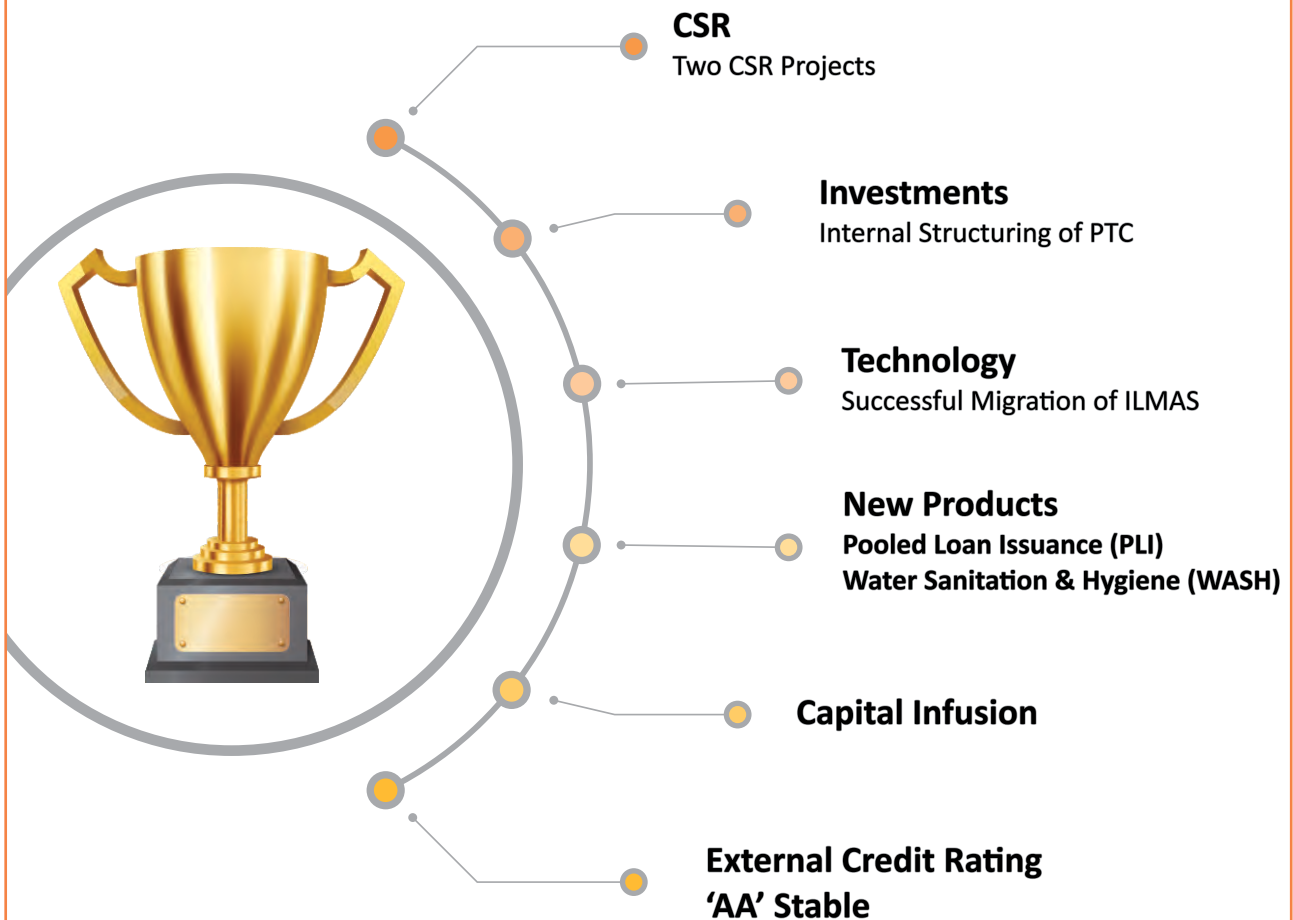 CSR
Two CSR Projects
Investments
Internal Structuring of PTC
Technology
Successful Migration of ILMAS
New Products
Pooled Loan Issuance (PLI)
Water Sanitation & Hygiene (WASH)
Capital Infusion
External Credit Rating
‘AA’ Stable